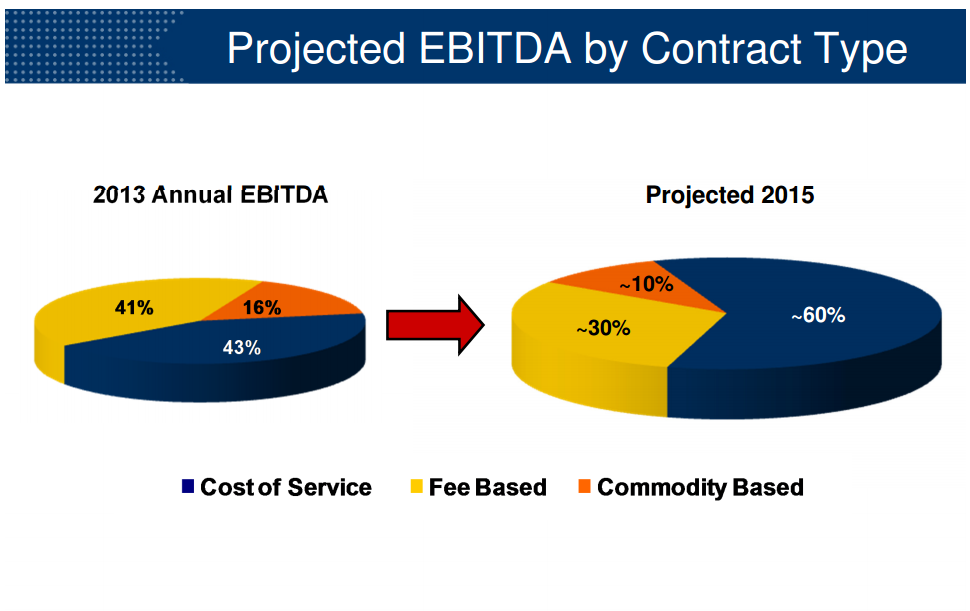 Projected EBITDA by Contract Type
2013 Annual EBITDA
Projected 2015
41%
16%
43%
~10%
~30%
~60%
Cost of Service
Fee Based
Commodity Based